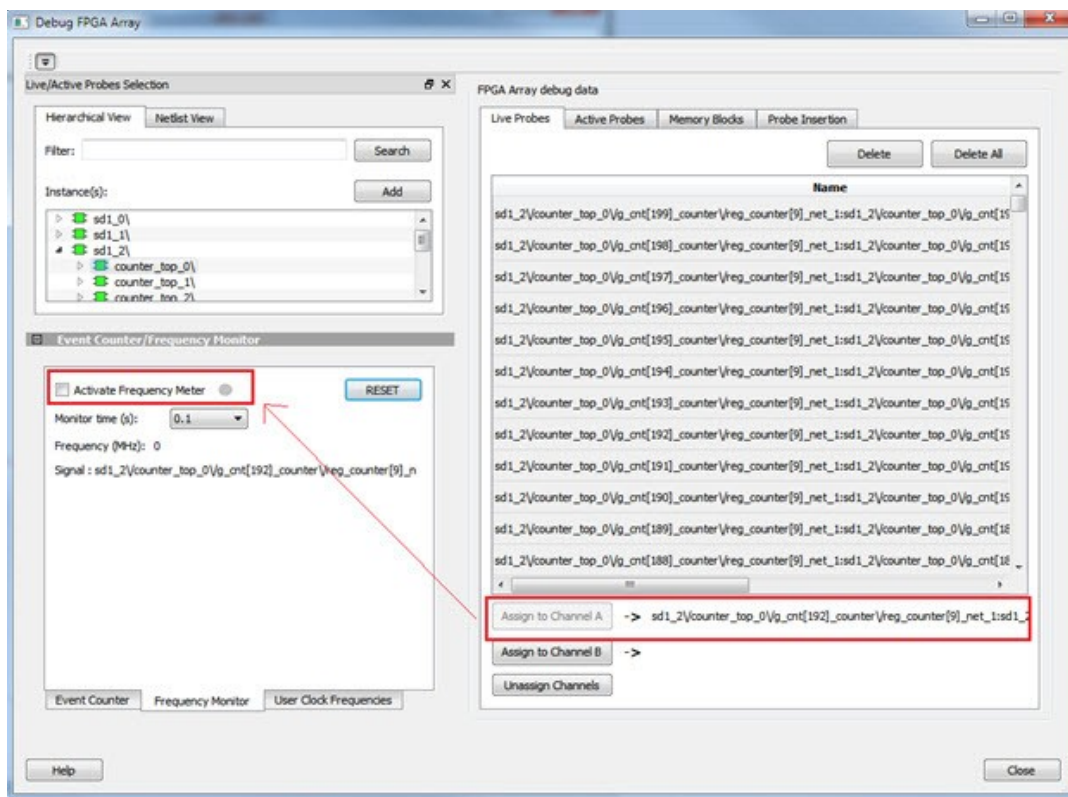 Debug FPGA Array
Live/Active Probes Selection
Hierarchical View Netlist View
Filter: Search
Instance(s): Add
sd1_0\
sd1_1\
sd1_2\
counter_top_0\
counter_top_1\
counter_top_2\
Event Counter/Frequency Monitor
Activate Frequency Meter RESET
Monitor time (s): 0.1
Frequency (MHz): 0
Signal : sd1_2\/counter_top_0\/g_cnt[192]_counter\/reg_counter[9]_n
Event Counter Frequency Monitor User Clock Frequencies
FPGA Array debug data
Live Probes Active Probes Memory Blocks Probe Insertion
Delete Delete All
Name
sd1_2\/counter_top_0\/g_cnt[199]_counter\/reg_counter[9]_net_1:sd1_2\/counter_top_0\/g_cnt[19
sd1_2\/counter_top_0\/g_cnt[198]_counter\/reg_counter[9]_net_1:sd1_2\/counter_top_0\/g_cnt[19
sd1_2\/counter_top_0\/g_cnt[197]_counter\/reg_counter[9]_net_1:sd1_2\/counter_top_0\/g_cnt[19
sd1_2\/counter_top_0\/g_cnt[196]_counter\/reg_counter[9]_net_1:sd1_2\/counter_top_0\/g_cnt[19
sd1_2\/counter_top_0\/g_cnt[195]_counter\/reg_counter[9]_net_1:sd1_2\/counter_top_0\/g_cnt[19
sd1_2\/counter_top_0\/g_cnt[194]_counter\/reg_counter[9]_net_1:sd1_2\/counter_top_0\/g_cnt[19
sd1_2\/counter_top_0\/g_cnt[193]_counter\/reg_counter[9]_net_1:sd1_2\/counter_top_0\/g_cnt[19
sd1_2\/counter_top_0\/g_cnt[192]_counter\/reg_counter[9]_net_1:sd1_2\/counter_top_0\/g_cnt[19
sd1_2\/counter_top_0\/g_cnt[191]_counter\/reg_counter[9]_net_1:sd1_2\/counter_top_0\/g_cnt[19
sd1_2\/counter_top_0\/g_cnt[190]_counter\/reg_counter[9]_net_1:sd1_2\/counter_top_0\/g_cnt[19
sd1_2\/counter_top_0\/g_cnt[189]_counter\/reg_counter[9]_net_1:sd1_2\/counter_top_0\/g_cnt[18
sd1_2\/counter_top_0\/g_cnt[188]_counter\/reg_counter[9]_net_1:sd1_2\/counter_top_0\/g_cnt[18
Assign to Channel A -> sd1_2\/counter_top_0\/g_cnt[192]_counter\/reg_counter[9]_net_1:sd1_2
Assign to Channel B ->
Unassign Channels
Help Close